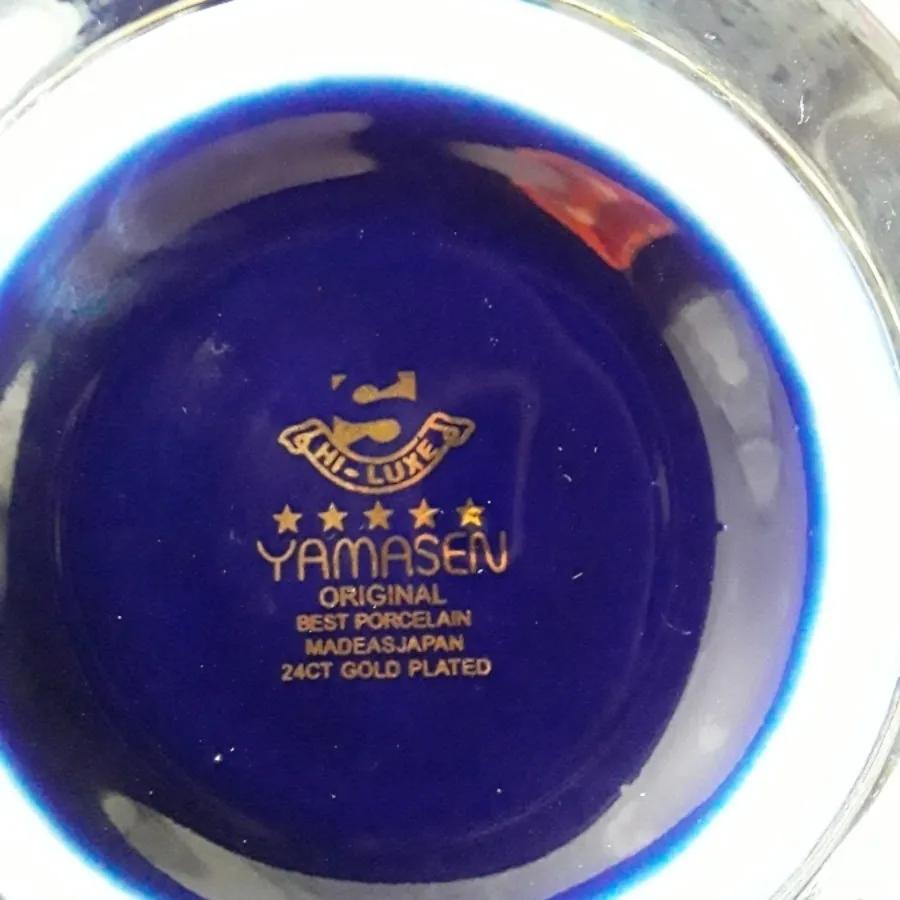 S
HI-LUXE
YAMASEN
ORIGINAL
BEST PORCELAIN
MADEASJAPAN
24CT GOLD PLATED